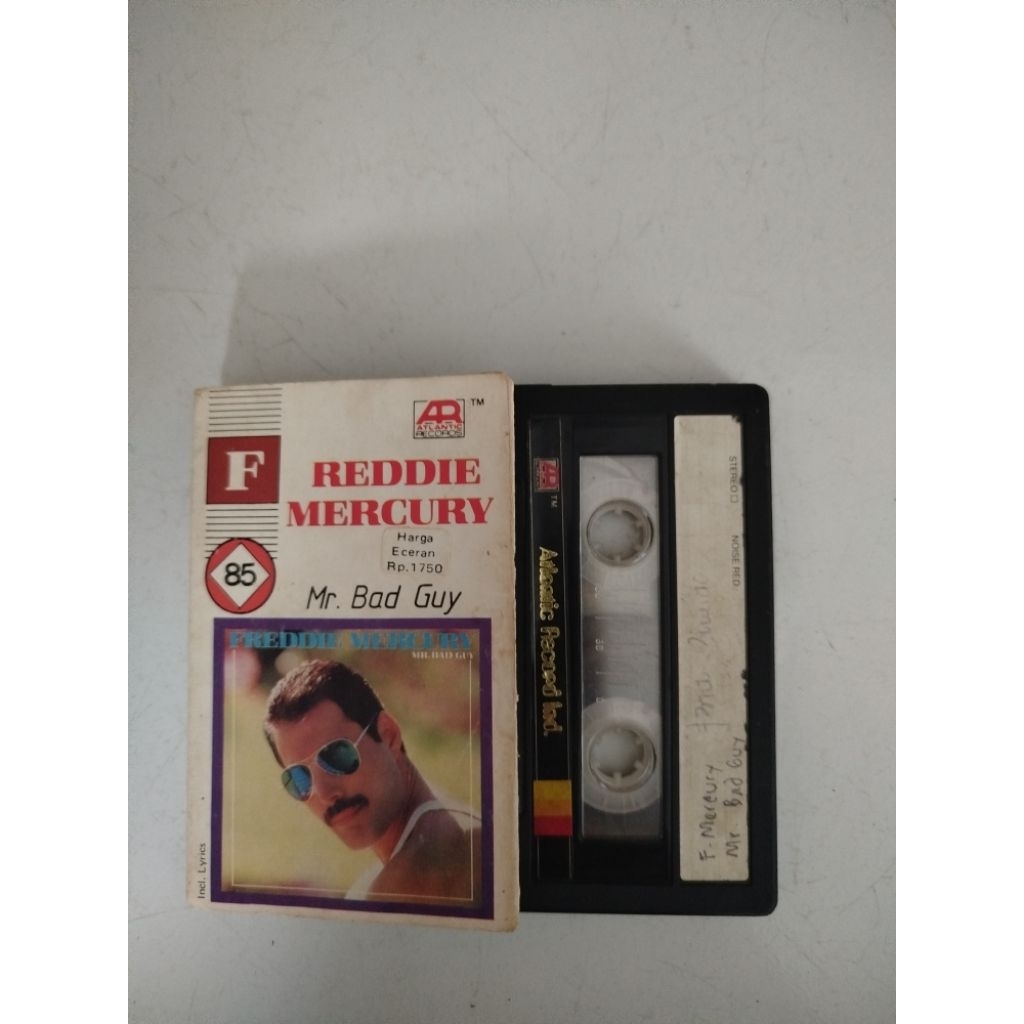 AR ™
ATLANTIC
RECORDS
F
REDDIE
MERCURY
Harga
Eceran
Rp.1750
85
Mr. Bad Guy
FREDDIE MERCURY
MR. BAD GUY
Incl. Lyrics
AR
TM
Atlantic Record Ind.
STEREO □ NOISE RED.
F. Mercury
Mr. Bad Guy